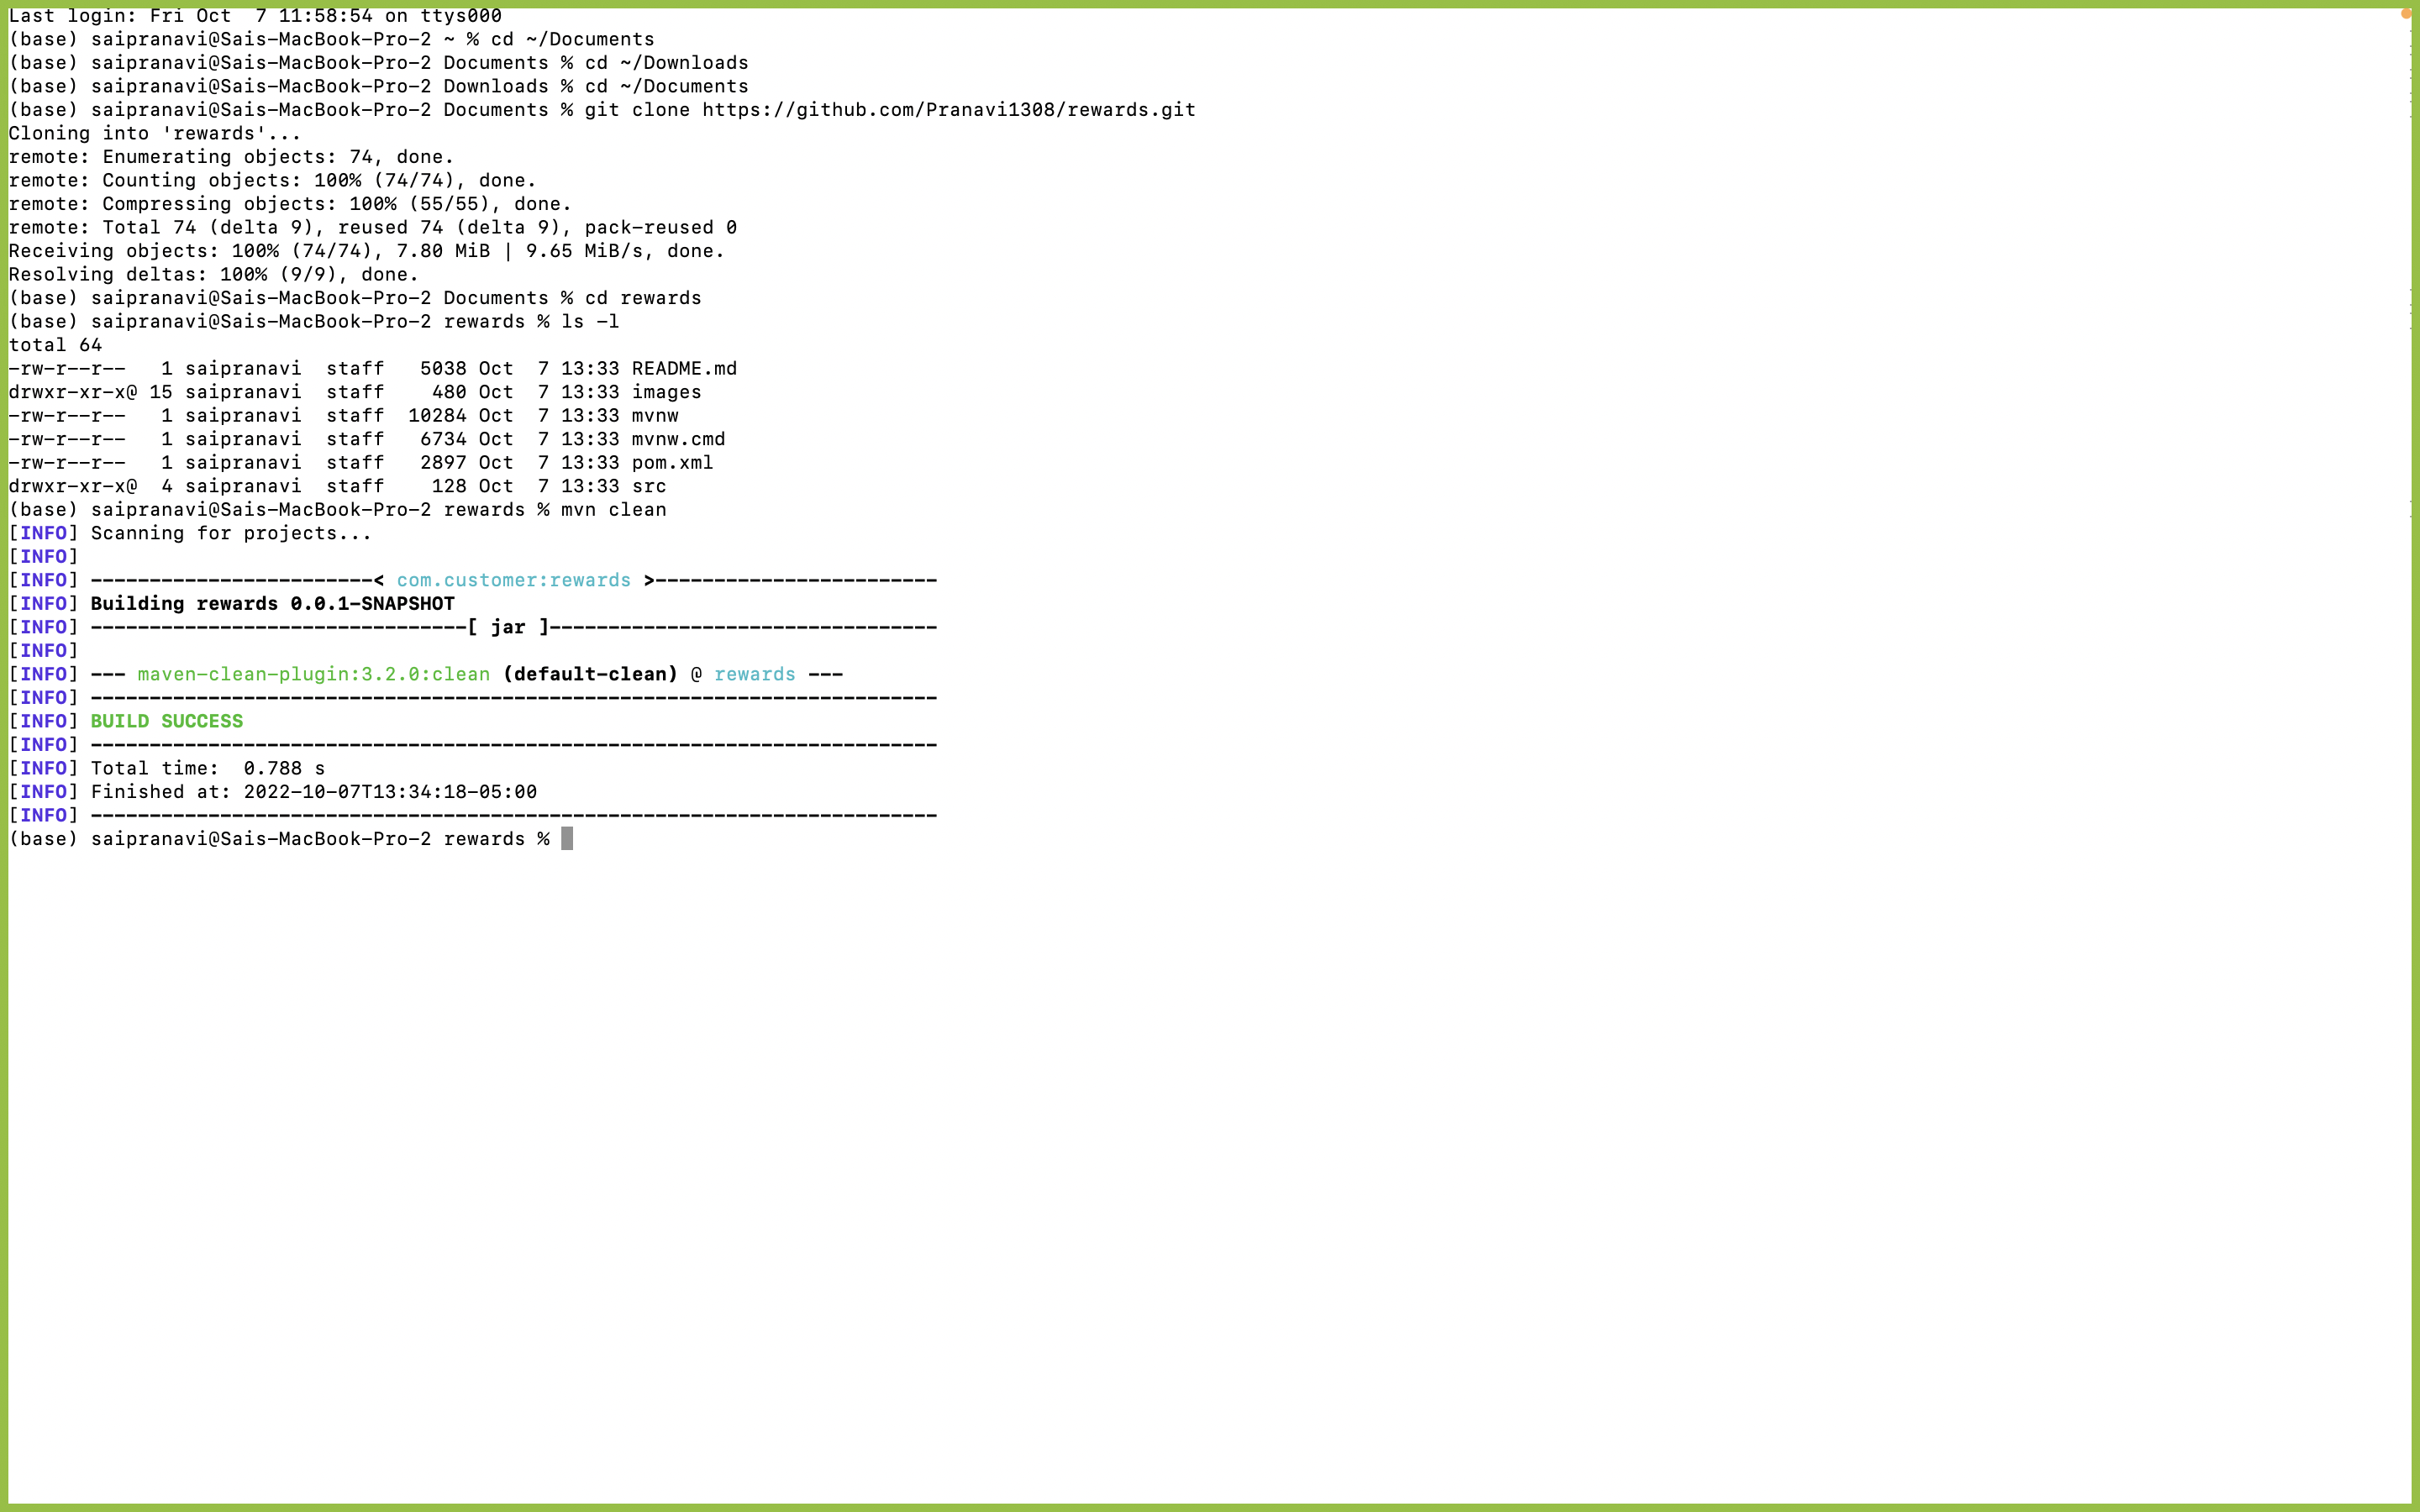 Last login: Fri Oct  7 11:58:54 on ttys000
(base) saipranavi@Sais-MacBook-Pro-2 ~ % cd ~/Documents
(base) saipranavi@Sais-MacBook-Pro-2 Documents % cd ~/Downloads
(base) saipranavi@Sais-MacBook-Pro-2 Downloads % cd ~/Documents
(base) saipranavi@Sais-MacBook-Pro-2 Documents % git clone https://github.com/Pranavi1308/rewards.git
Cloning into 'rewards'...
remote: Enumerating objects: 74, done.
remote: Counting objects: 100% (74/74), done.
remote: Compressing objects: 100% (55/55), done.
remote: Total 74 (delta 9), reused 74 (delta 9), pack-reused 0
Receiving objects: 100% (74/74), 7.80 MiB | 9.65 MiB/s, done.
Resolving deltas: 100% (9/9), done.
(base) saipranavi@Sais-MacBook-Pro-2 Documents % cd rewards
(base) saipranavi@Sais-MacBook-Pro-2 rewards % ls -l
total 64
-rw-r--r--   1 saipranavi  staff   5038 Oct  7 13:33 README.md
drwxr-xr-x@ 15 saipranavi  staff    480 Oct  7 13:33 images
-rw-r--r--   1 saipranavi  staff  10284 Oct  7 13:33 mvnw
-rw-r--r--   1 saipranavi  staff   6734 Oct  7 13:33 mvnw.cmd
-rw-r--r--   1 saipranavi  staff   2897 Oct  7 13:33 pom.xml
drwxr-xr-x@  4 saipranavi  staff    128 Oct  7 13:33 src
(base) saipranavi@Sais-MacBook-Pro-2 rewards % mvn clean
[INFO] Scanning for projects...
[INFO]
[INFO] ------------------------< com.customer:rewards >------------------------
[INFO] Building rewards 0.0.1-SNAPSHOT
[INFO] --------------------------------[ jar ]---------------------------------
[INFO]
[INFO] --- maven-clean-plugin:3.2.0:clean (default-clean) @ rewards ---
[INFO] ------------------------------------------------------------------------
[INFO] BUILD SUCCESS
[INFO] ------------------------------------------------------------------------
[INFO] Total time:  0.788 s
[INFO] Finished at: 2022-10-07T13:34:18-05:00
[INFO] ------------------------------------------------------------------------
(base) saipranavi@Sais-MacBook-Pro-2 rewards %